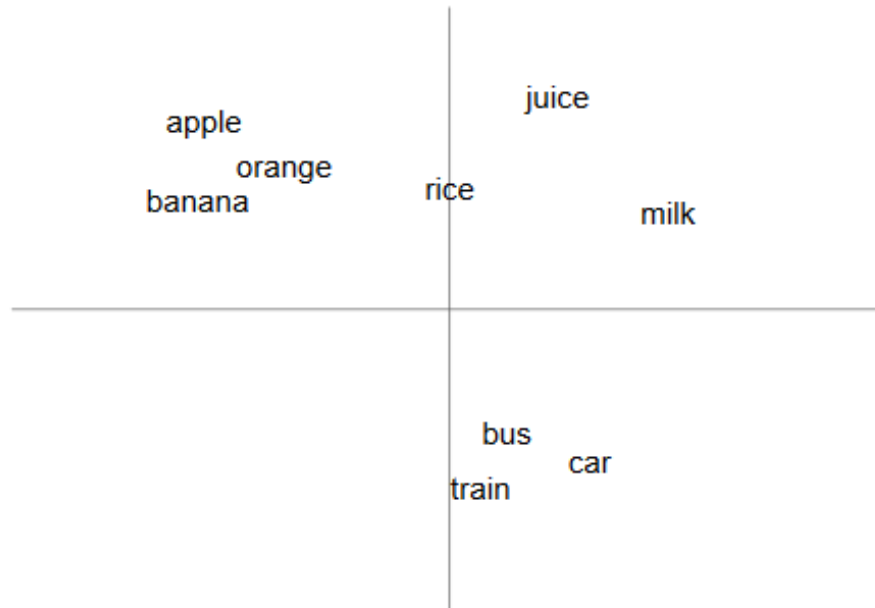 juice
apple
orange
rice
banana
milk
bus
car
train